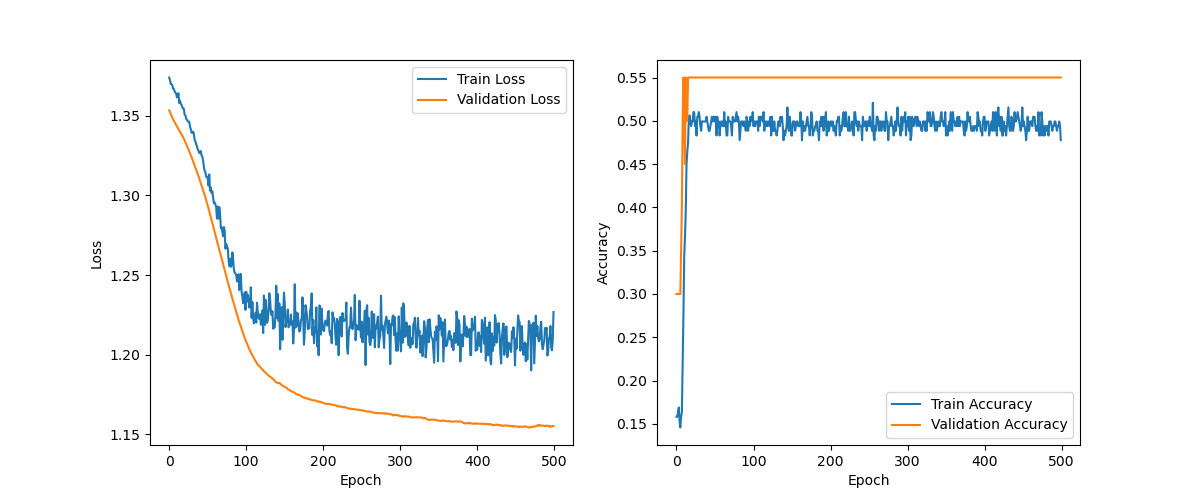 Train Loss
Validation Loss
1.35
1.30
1.25
1.20
1.15
Loss
0 100 200 300 400 500
Epoch
0.55
0.50
0.45
0.40
0.35
0.30
0.25
0.20
0.15
Accuracy
Train Accuracy
Validation Accuracy
0 100 200 300 400 500
Epoch